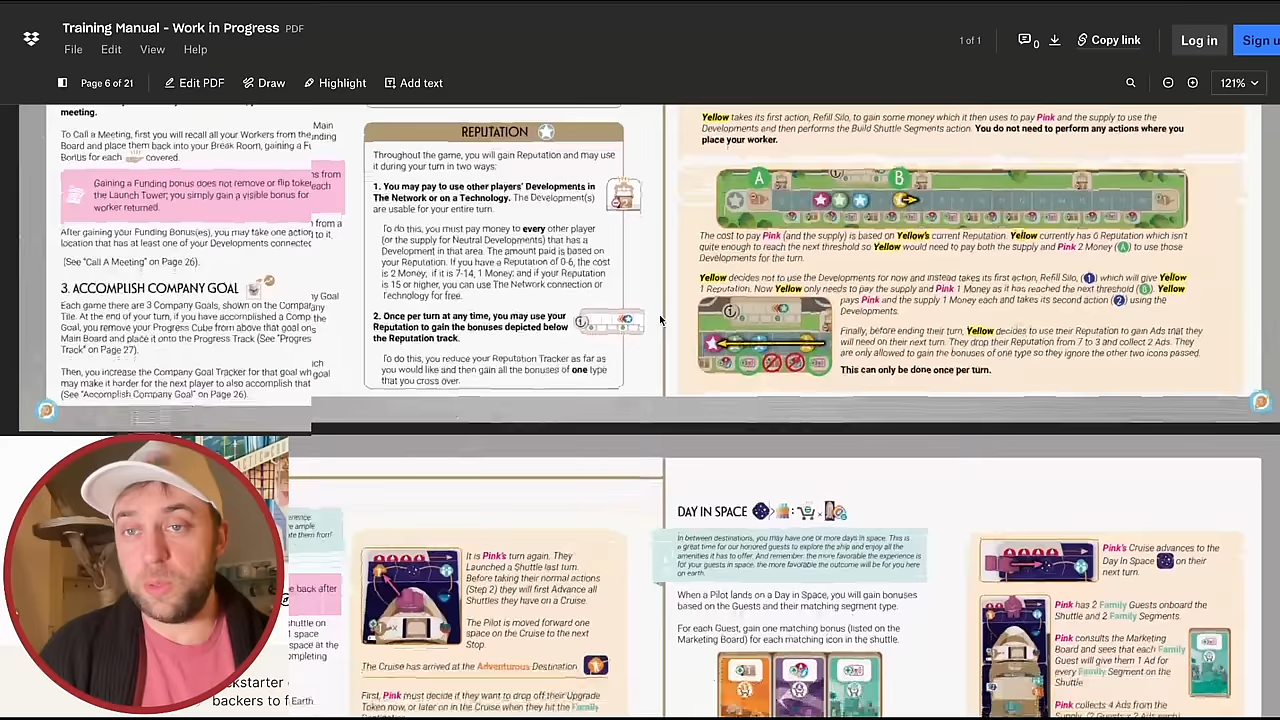 Training Manual - Work in Progress PDF
File Edit View Help
1 of 1
0
Copy link
Log in
Sign u
Page 6 of 21
Edit PDF
Draw
Highlight
Add text
121%
meeting.
To Call a Meeting, first you will recall all your Workers from the
Board and place them back into your Break Room, gaining a Fu
Bonus for each covered.
Gaining a Funding bonus does not remove or flip token
the Launch Tower; you simply gain a visible bonus for
worker returned.
After gaining your Funding Bonus(es), you may take one action
location that has at least one of your Developments connected
(See "Call A Meeting" on Page 26).
3. ACCOMPLISH COMPANY GOAL
Each game there are 3 Company Goals, shown on the Compan
Tile. At the end of your turn, if you have accomplished a Comp
Goal, you remove your Progress Cube from above that goal on
Main Board and place it onto the Progress Track (See "Progres
Track" on Page 27).
Then, you increase the Company Goal Tracker for that goal wh
may make it harder for the next player to also accomplish that
(See "Accomplish Company Goal" on Page 26).
Main
nding
s from
each
from a
to it.
ny Goal
ich
goal
REPUTATION
Throughout the game, you will gain Reputation and may use
it during your turn in two ways:
1. You may pay to use other players' Developments in
The Network or on a Technology. The Development(s)
are usable for your entire turn.
To do this, you must pay money to every other player
(or the supply for Neutral Developments) that has a
Development in that area. The amount paid is based on
your Reputation. If you have a Reputation of 0-6, the cost
is 2 Money; if it is 7-14, 1 Money; and if your Reputation
is 15 or higher, you can use The Network connection or
Technology for free.
2. Once per turn at any time, you may use your
Reputation to gain the bonuses depicted below
the Reputation track.
To do this, you reduce your Reputation Tracker as far as
you would like and then gain all the bonuses of one type
that you cross over.
Yellow takes its first action, Refill Silo, to gain some money which it then uses to pay Pink and the supply to use the
Developments and then performs the Build Shuttle Segments action. You do not need to perform any actions where you
place your worker.
A
B
The cost to pay Pink (and the supply) is based on Yellow's current Reputation. Yellow currently has 6 Reputation which isn't
quite enough to reach the next threshold so Yellow would need to pay both the supply and Pink 2 Money (A) to use those
Developments for the turn.
Yellow decides not to use the Developments for now and instead takes its first action, Refill Silo, (1) which will give Yellow
1 Reputation. Now Yellow only needs to pay the supply and Pink 1 Money as it has reached the next threshold (B). Yellow
pays Pink and the supply 1 Money each and takes its second action (2) using the
Developments.
Finally, before ending their turn, Yellow decides to use their Reputation to gain Ads that they
will need on their next turn. They drop their Reputation from 7 to 3 and collect 2 Ads. They
are only allowed to gain the bonuses of one type so they ignore the other two icons passed.
This can only be done once per turn.
erience
ample
ate them from!
e back after
shuttle on
1 space
space at the
mpleting
Earth.
ckstarter
backers to f
It is Pink's turn again. They
Launched a Shuttle last turn.
Before taking their normal actions
(Step 2) they will first Advance all
Shuttles they have on a Cruise.
The Pilot is moved forward one
space on the Cruise to the next
Stop.
The Cruise has arrived at the Adventurous Destination
First, Pink must decide if they want to drop off their Upgrade
Token now, or later on in the Cruise when they hit the Family
DAY IN SPACE
In between destinations, you may have one or more days in space. This is
a great time for our honored guests to explore the ship and enjoy all the
amenities it has to offer. And remember: the more favorable the experience is
for your guests in space, the more favorable the outcome will be for you here
on earth.
When a Pilot lands on a Day in Space, you will gain bonuses
based on the Guests and their matching segment type.
For each Guest, gain one matching bonus (listed on the
Marketing Board) for each matching icon in the shuttle.
Pink's Cruise advances to the
Day In Space on their
next turn.
Pink has 2 Family Guests onboard the
Shuttle and 2 Family Segments.
Pink consults the Marketing
Board and sees that each Family
Guest will give them 1 Ad for
every Family Segment on the
Shuttle.
Pink collects 4 Ads from the